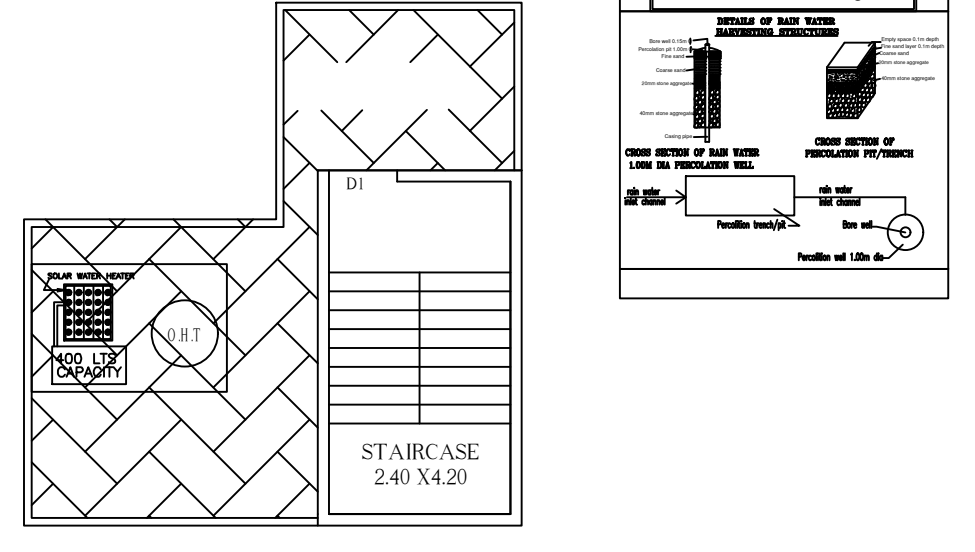 D1
SOLAR WATER HEATER
O.H.T
400 LTS
CAPACITY
STAIRCASE
2.40 X4.20
DETAILS OF RAIN WATER
HARVESTING STRUCTURES
Bore well 0.15m
Percolation pit 1.00m
Fine sand
Coarse sand
20mm stone aggregate
40mm stone aggregate
Casing pipe
CROSS SECTION OF RAIN WATER
1.00M DIA PERCOLATION WELL
Empty space 0.1m depth
Fine sand layer 0.1m depth
Coarse sand
20mm stone aggregate
40mm stone aggregate
CROSS SECTION OF
PERCOLATION PIT/TRENCH
rain water
inlet channel
Percolition trench/pit
rain water
inlet channel
Bore well
Percolition well 1.00m dia